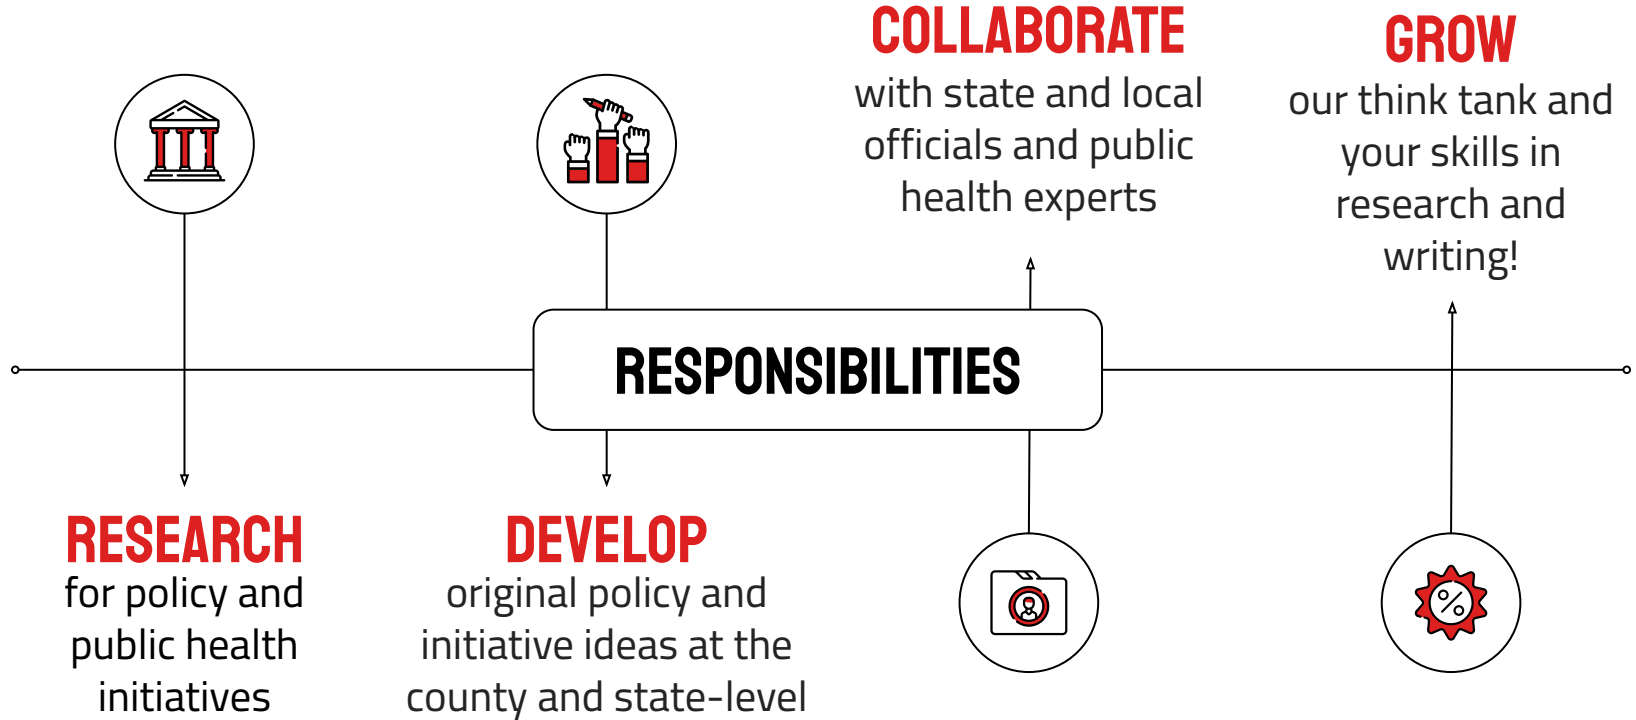 COLLABORATE
with state and local
officials and public
health experts
GROW
our think tank and
your skills in
research and
writing!
RESPONSIBILITIES
RESEARCH
for policy and
public health
initiatives
DEVELOP
original policy and
initiative ideas at the
county and state-level
%